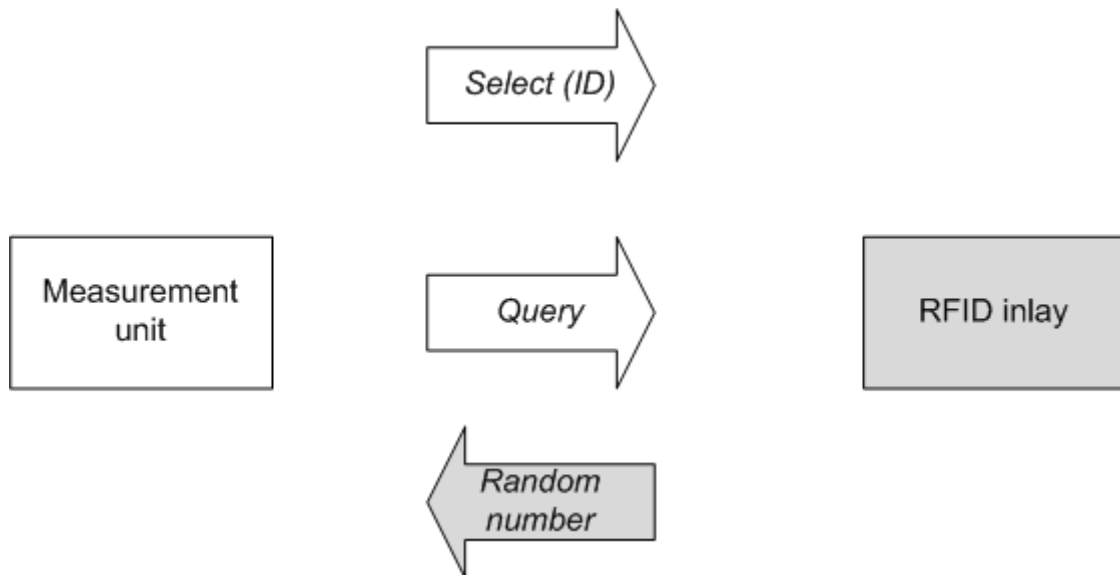 Select (ID)
Measurement
unit
Query
RFID inlay
Random
number